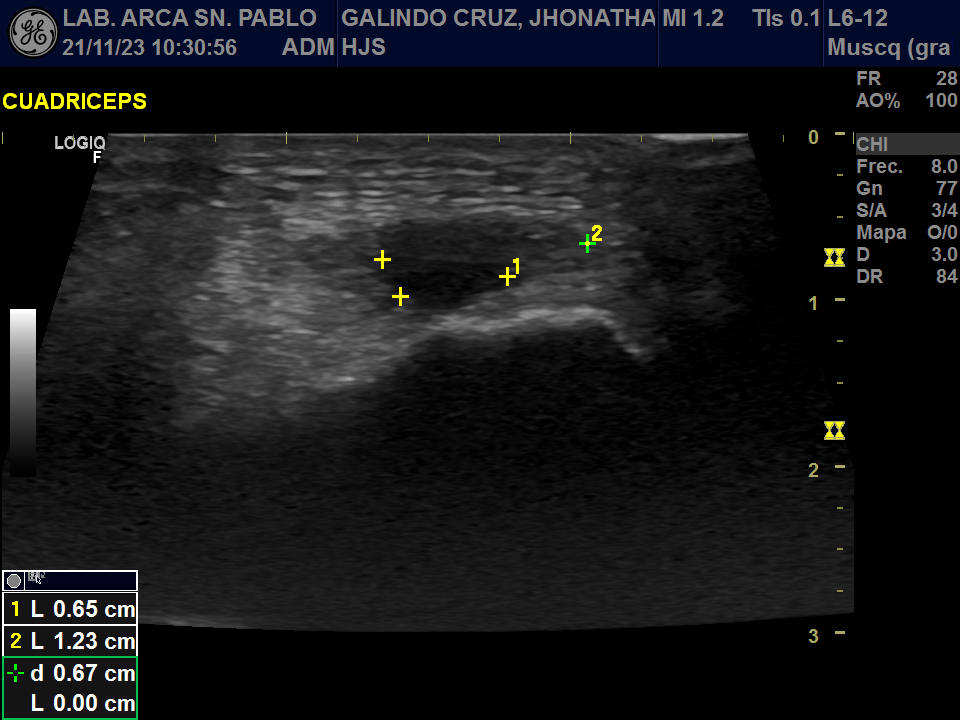 LAB. ARCA SN. PABLO GALINDO CRUZ, JHONATHA MI 1.2 TIs 0.1 L6-12
21/11/23 10:30:56 ADM HJS Muscq (gra
FR 28
CUADRICEPS
AO% 100
LOGIQ
F
0
CHI
Frec. 8.0
Gn 77
S/A 3/4
Mapa O/0
D 3.0
DR 84
2
1
1
2
3
1 L 0.65 cm
2 L 1.23 cm
d 0.67 cm
L 0.00 cm